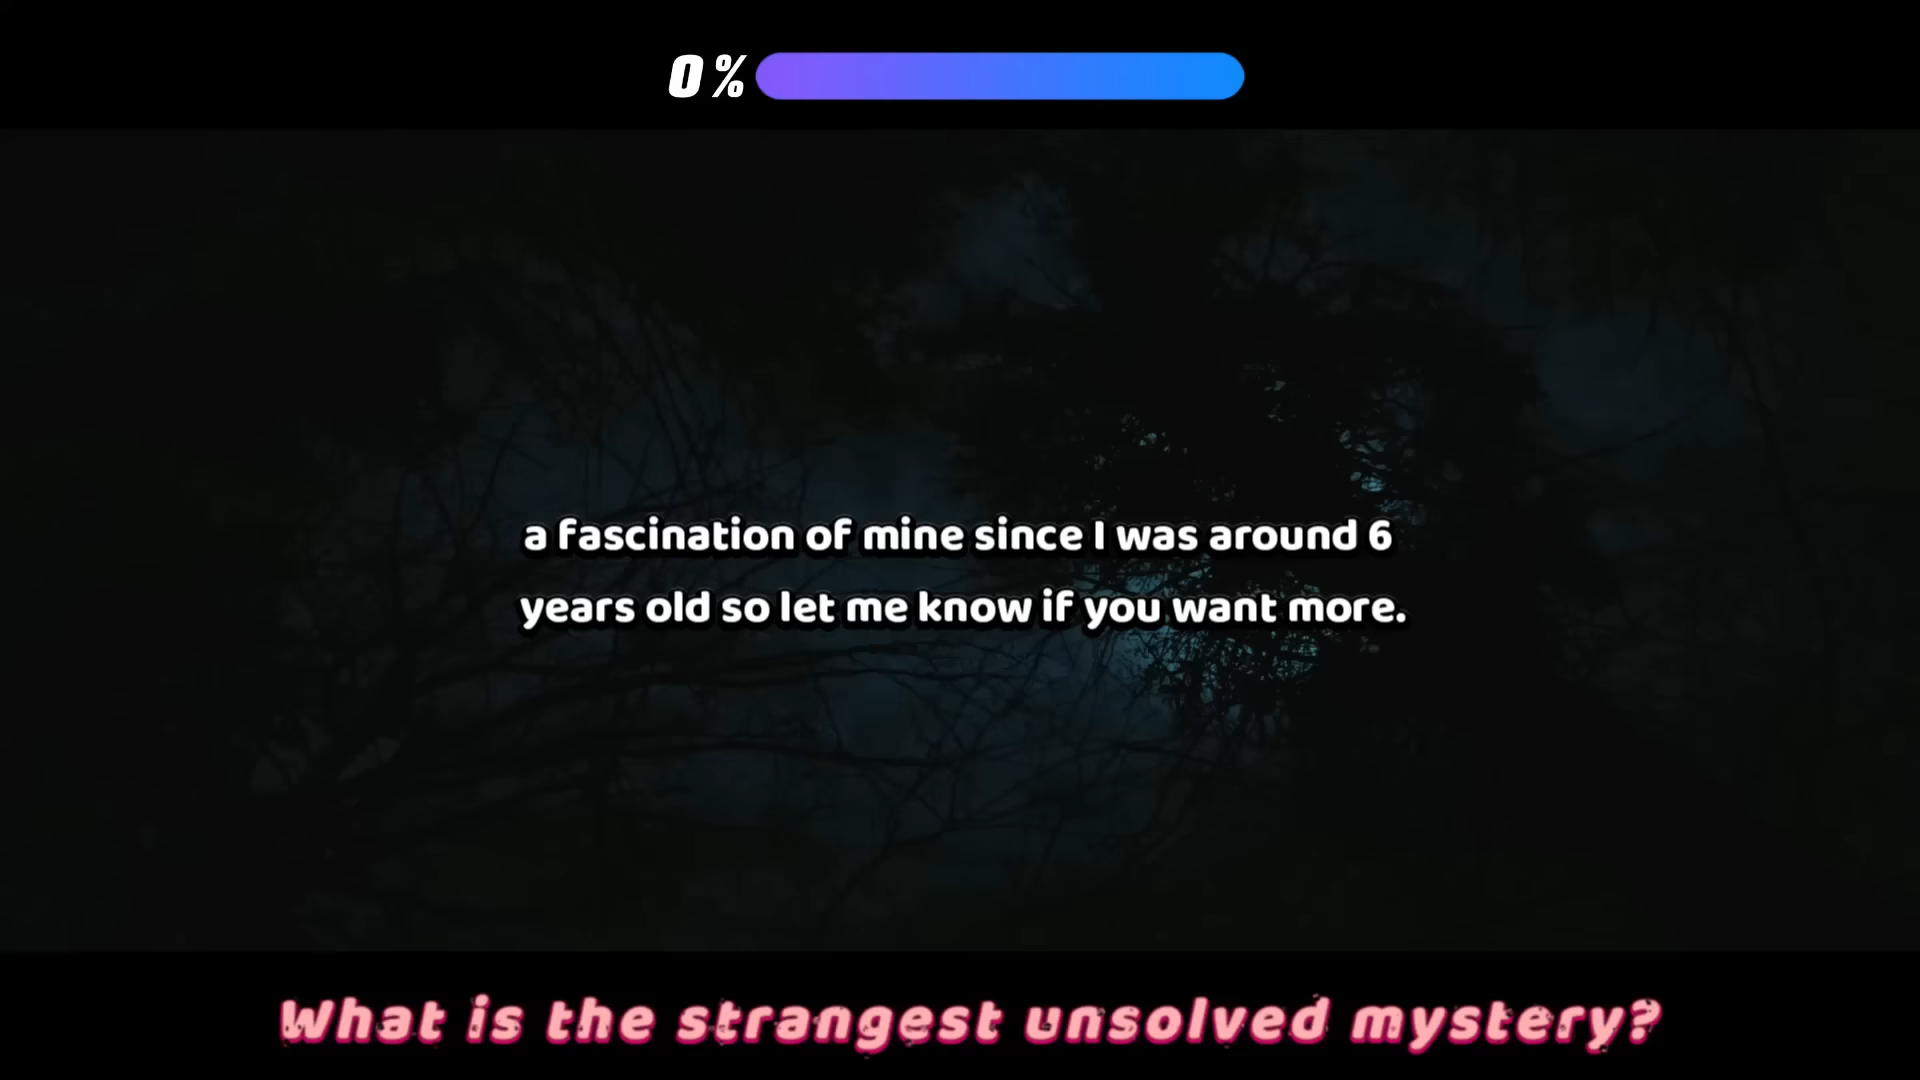 0%
a fascination of mine since I was around 6
years old so let me know if you want more.
What is the strangest unsolved mystery?